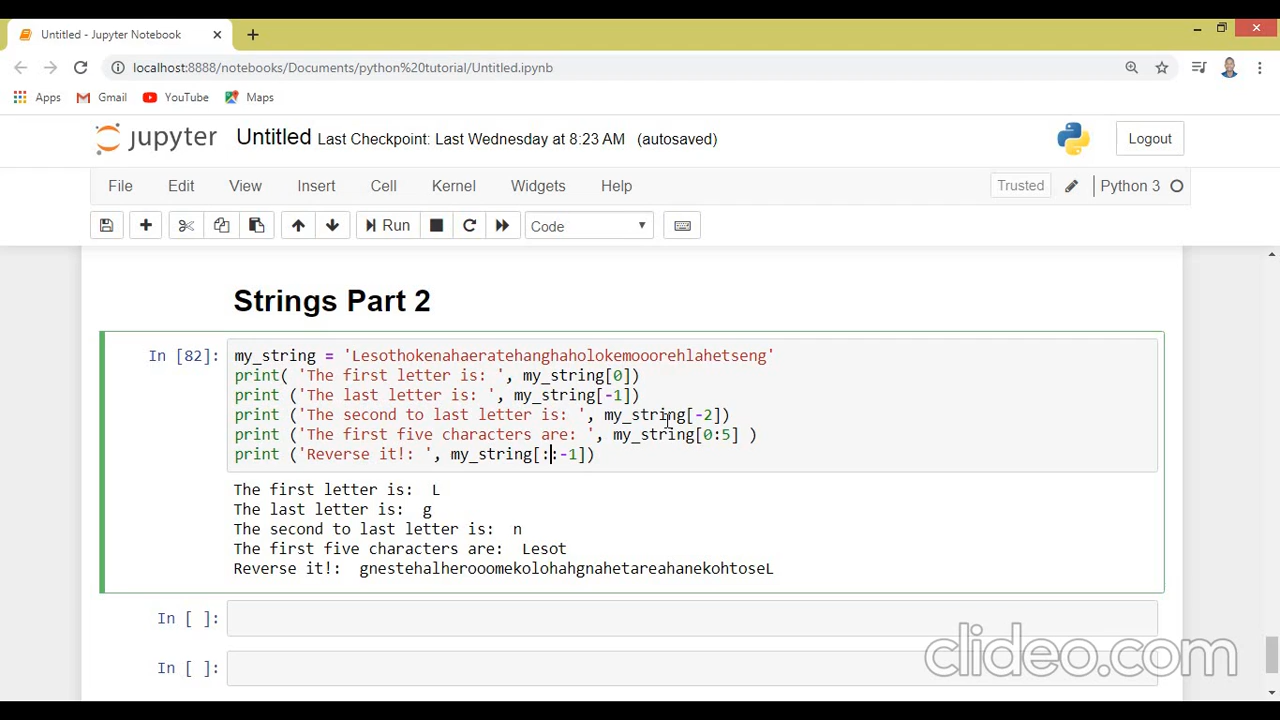 Untitled - Jupyter Notebook
localhost:8888/notebooks/Documents/python%20tutorial/Untitled.ipynb
Apps Gmail YouTube Maps
jupyter Untitled Last Checkpoint: Last Wednesday at 8:23 AM (autosaved) Logout
File Edit View Insert Cell Kernel Widgets Help Trusted Python 3
Run Code
Strings Part 2
In [82]: my_string = 'Lesothokenahaeratehanghaholokemooorehlahetseng'
print( 'The first letter is: ', my_string[0])
print ('The last letter is: ', my_string[-1])
print ('The second to last letter is: ', my_string[-2])
print ('The first five characters are: ', my_string[0:5] )
print ('Reverse it!: ', my_string[::-1])
The first letter is:  L
The last letter is:  g
The second to last letter is:  n
The first five characters are:  Lesot
Reverse it!:  gnestehalherooomekolohahgnahetareahanekohtoseL
In [ ]:
In [ ]:
clideo.com